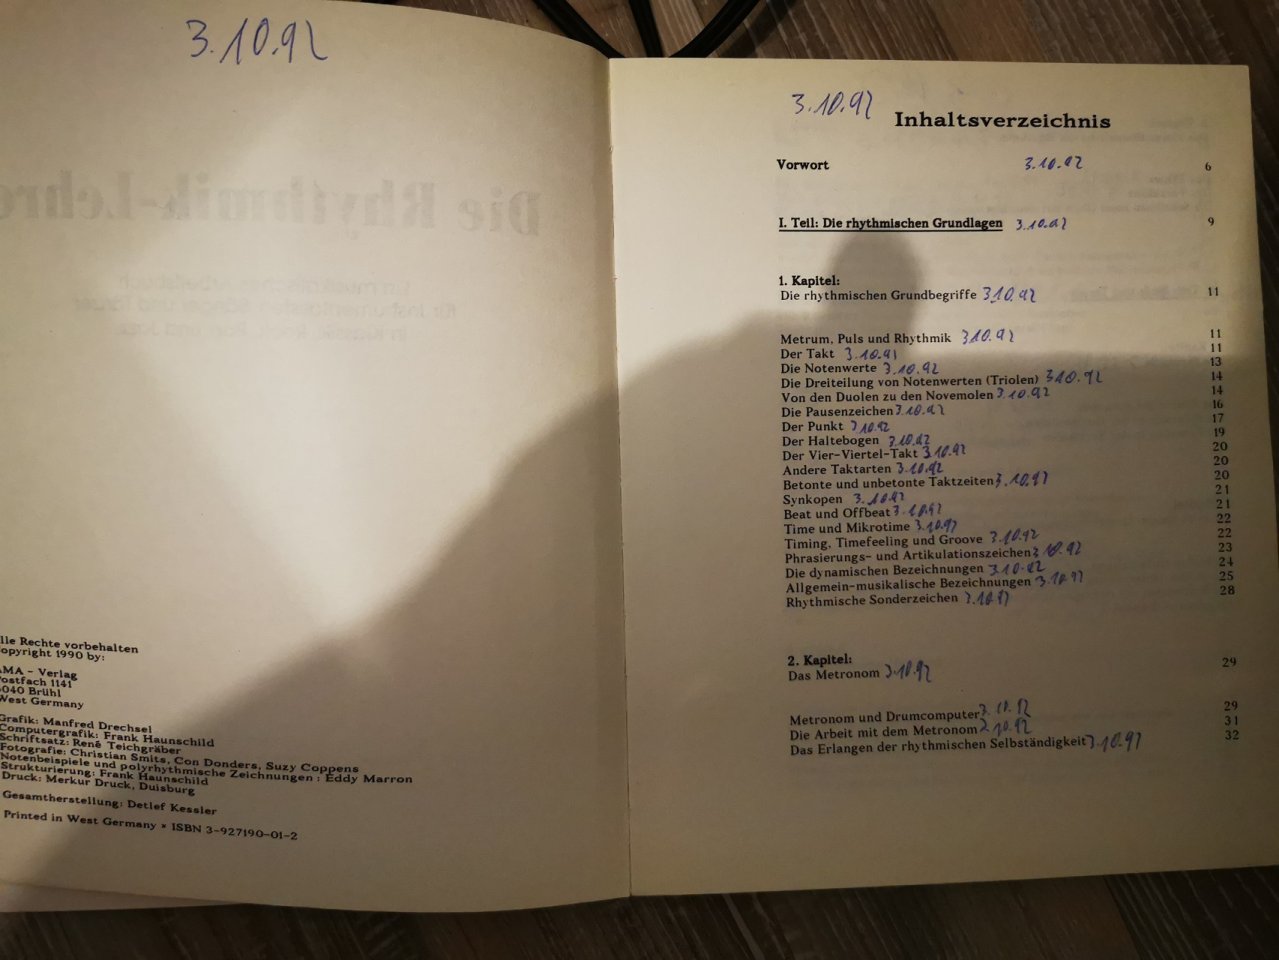 3.10.92
Die Rhythmik-Lehre
Alle Rechte vorbehalten
Copyright 1990 by:
AMA - Verlag
Postfach 1141
5040 Brühl
West Germany
Grafik: Manfred Drechsel
Computergrafik: Frank Haunschild
Schriftsatz: René Teichgräber
Fotografie: Christian Smits, Con Donders, Suzy Coppens
Notenbeispiele und polyrhythmische Zeichnungen : Eddy Marron
Strukturierung: Frank Haunschild
Druck: Merkur Druck, Duisburg
Gesamtherstellung: Detlef Kessler
Printed in West Germany * ISBN 3-927190-01-2
3.10.92 Inhaltsverzeichnis
Vorwort 3.10.92 6
I. Teil: Die rhythmischen Grundlagen 3.10.92 9
1. Kapitel:
Die rhythmischen Grundbegriffe 3.10.92 11
Metrum, Puls und Rhythmik 3.10.92 11
Der Takt 3.10.92 11
Die Notenwerte 3.10.92 13
Die Dreiteilung von Notenwerten (Triolen) 3.10.92 14
Von den Duolen zu den Novemolen 3.10.92 14
Die Pausenzeichen 3.10.92 16
Der Punkt 3.10.92 17
Der Haltebogen 3.10.92 19
Der Vier-Viertel-Takt 3.10.92 20
Andere Taktarten 3.10.92 20
Betonte und unbetonte Taktzeiten 3.10.92 20
Synkopen 3.10.92 21
Beat und Offbeat 3.10.92 21
Time und Mikrotime 3.10.92 22
Timing, Timefeeling und Groove 3.10.92 22
Phrasierungs- und Artikulationszeichen 3.10.92 23
Die dynamischen Bezeichnungen 3.10.92 24
Allgemein-musikalische Bezeichnungen 3.10.92 25
Rhythmische Sonderzeichen 3.10.92 28
2. Kapitel:
Das Metronom 3.10.92 29
Metronom und Drumcomputer 3.10.92 29
Die Arbeit mit dem Metronom 3.10.92 31
Das Erlangen der rhythmischen Selbständigkeit 3.10.92 32